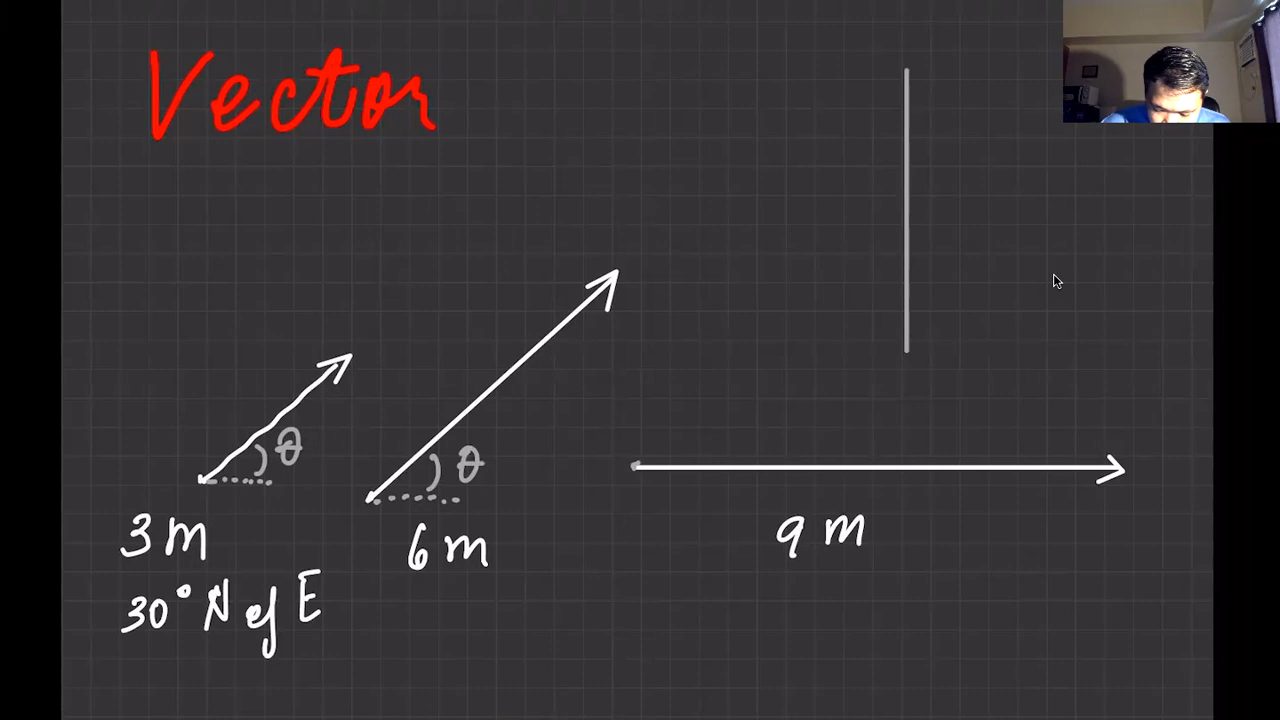 Vector
θ
θ
3 m
6 m
9 m
30° N of E